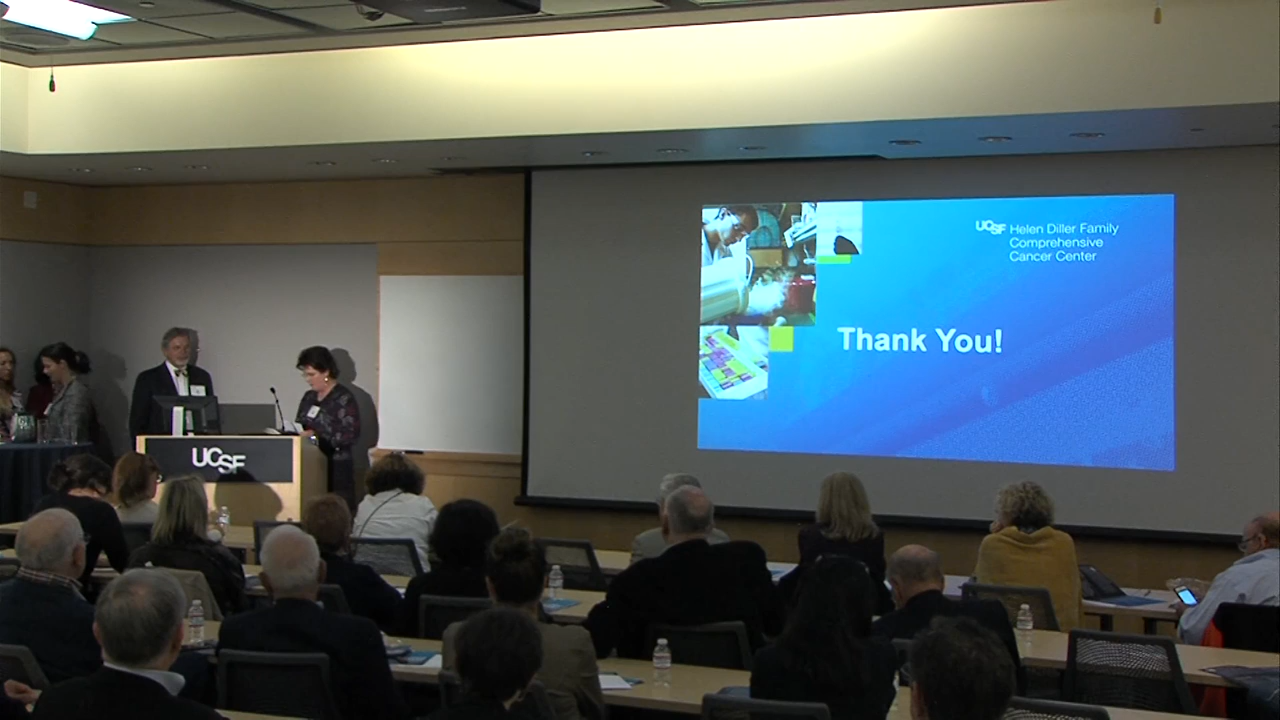 UCSF Helen Diller Family
Comprehensive
Cancer Center
Thank You!
UCSF